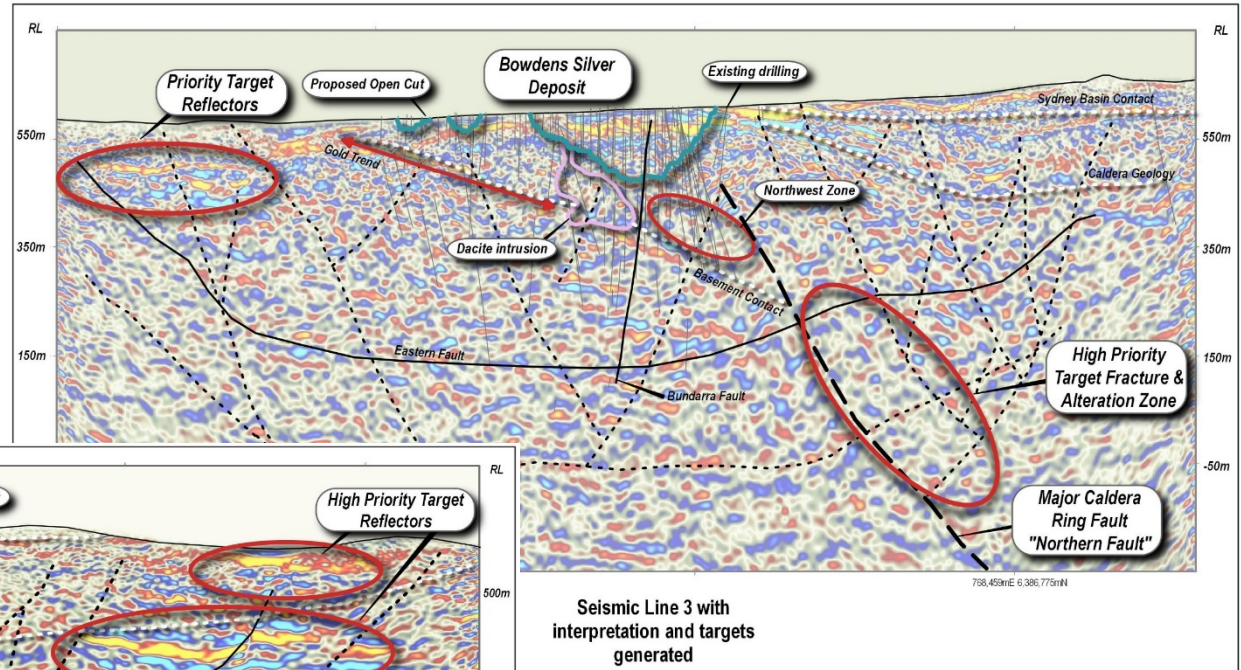 RL
RL
Priority Target
Reflectors
Proposed Open Cut
Bowdens Silver
Deposit
Existing drilling
Sydney Basin Contact
550m
550m
Gold Trend
Caldera Geology
Northwest Zone
Dacite intrusion
350m
350m
Basement Contact
Eastern Fault
150m
150m
High Priority
Target Fracture &
Alteration Zone
Bundarra Fault
-50m
Major Caldera
Ring Fault
"Northern Fault"
768,459mE 6,386,775mN
RL
High Priority Target
Reflectors
500m
Seismic Line 3 with
interpretation and targets
generated